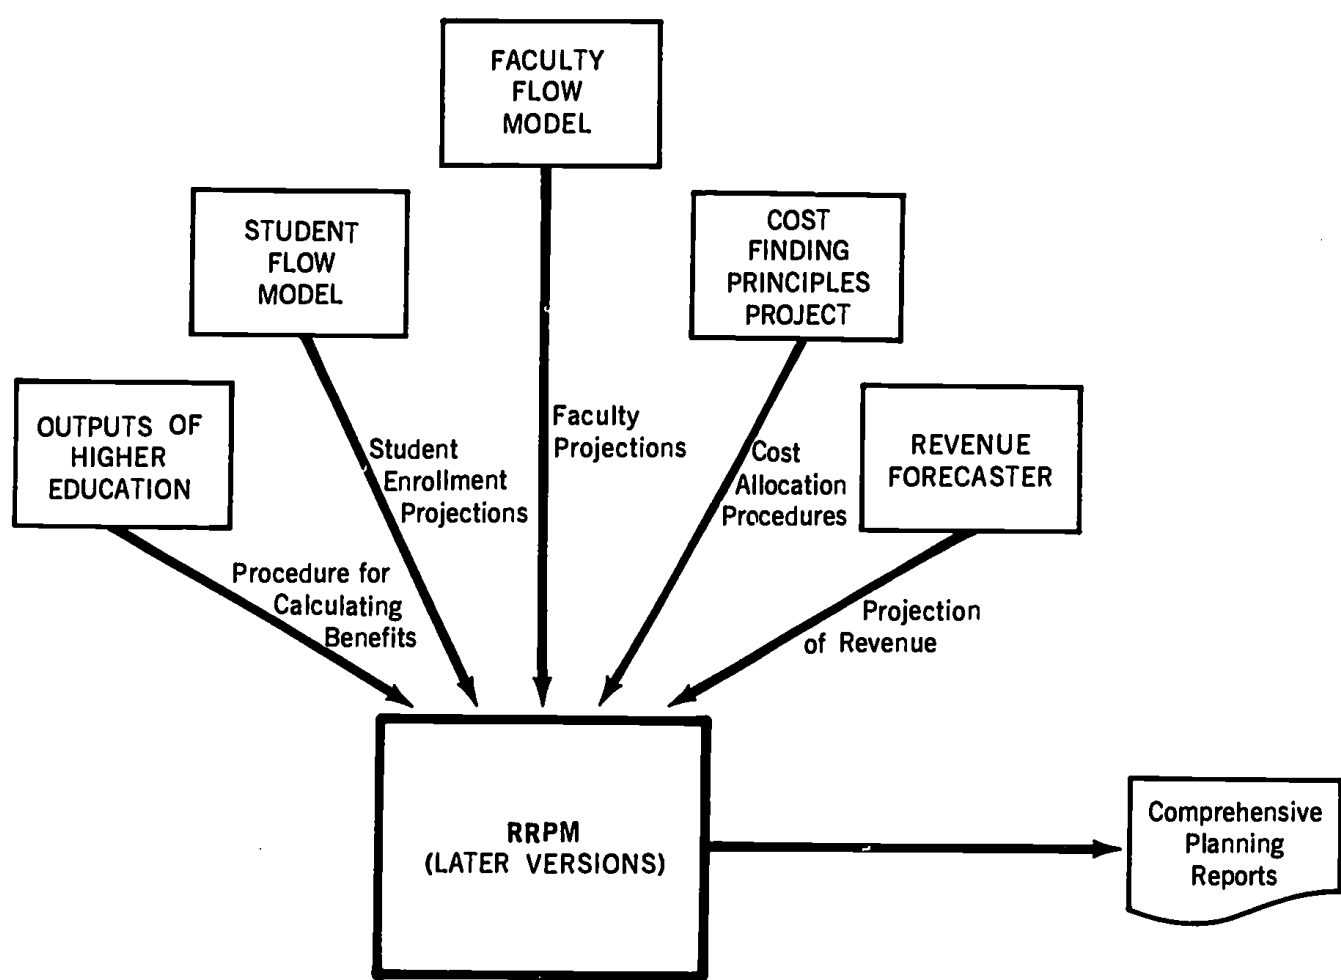 FACULTY
FLOW
MODEL
STUDENT
FLOW
MODEL
COST
FINDING
PRINCIPLES
PROJECT
OUTPUTS OF
HIGHER
EDUCATION
REVENUE
FORECASTER
Procedure for
Calculating
Benefits
Student
Enrollment
Projections
Faculty
Projections
Cost
Allocation
Procedures
Projection
of Revenue
RRPM
(LATER VERSIONS)
Comprehensive
Planning
Reports